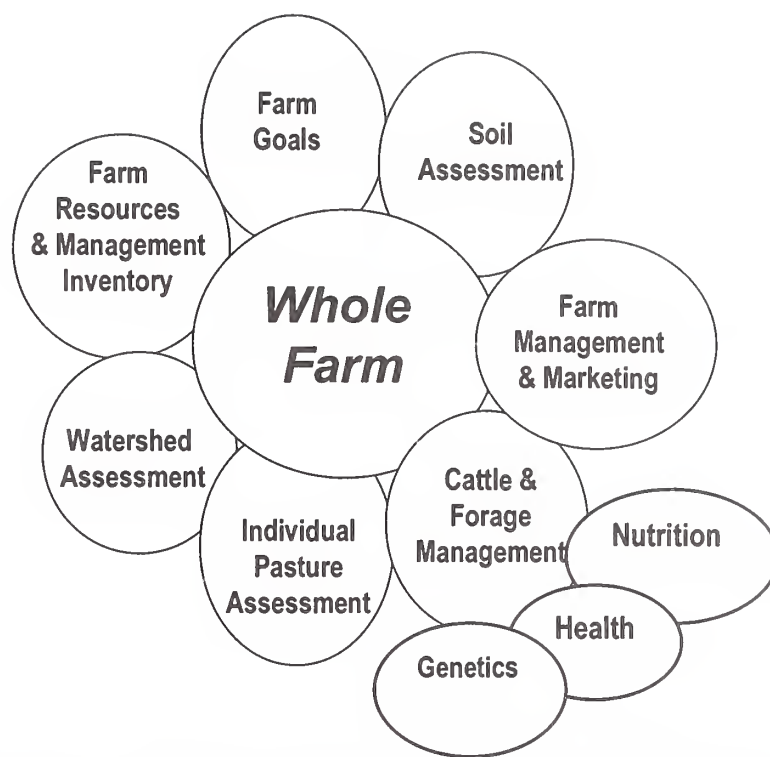 Farm
Goals
Soil
Assessment
Farm
Resources
& Management
Inventory
Whole
Farm
Farm
Management
& Marketing
Watershed
Assessment
Individual
Pasture
Assessment
Cattle &
Forage
Management
Nutrition
Health
Genetics